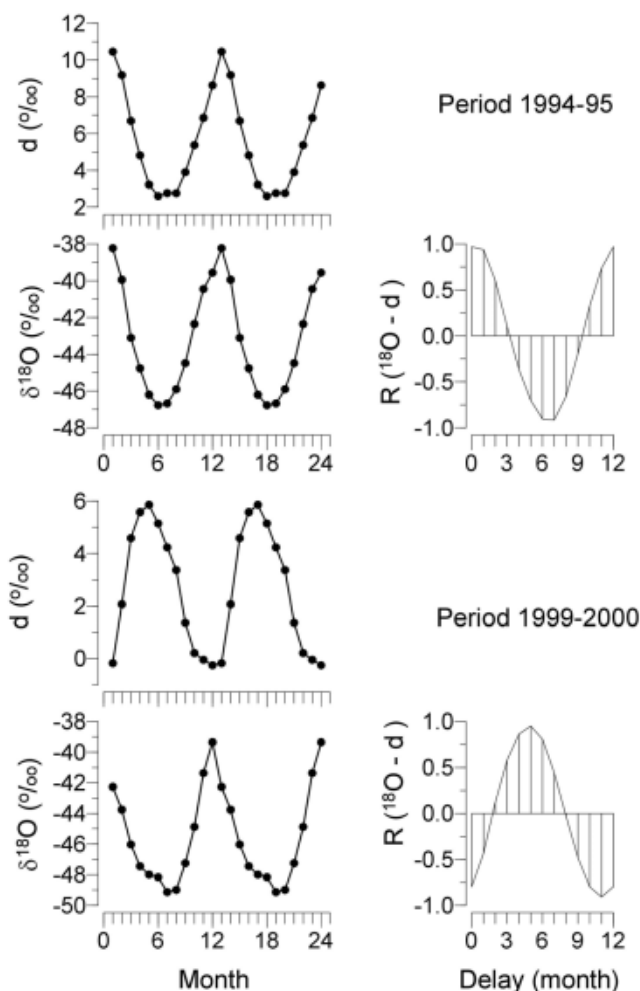 12
10
8
6
4
2
d (º/oo)
Period 1994-95
-38
-40
-42
-44
-46
-48
δ¹⁸O (º/oo)
0 6 12 18 24
1.0
0.5
0.0
-0.5
-1.0
R (¹⁸O - d)
0 3 6 9 12
6
4
2
0
d (º/oo)
Period 1999-2000
-38
-40
-42
-44
-46
-48
-50
δ¹⁸O (º/oo)
0 6 12 18 24
Month
1.0
0.5
0.0
-0.5
-1.0
R (¹⁸O - d)
0 3 6 9 12
Delay (month)